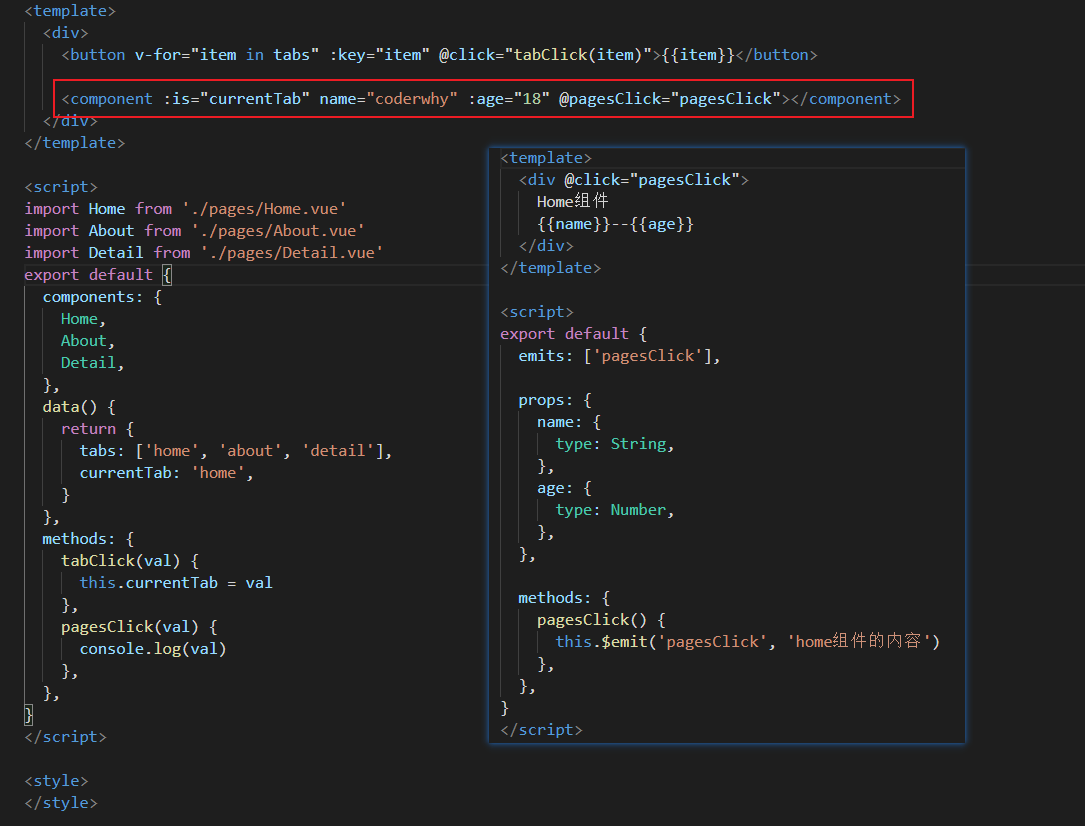 <template>
  <div>
    <button v-for="item in tabs" :key="item" @click="tabClick(item)">{{item}}</button>
    <component :is="currentTab" name="coderwhy" :age="18" @pagesClick="pagesClick"></component>
  </div>
</template>
<script>
import Home from './pages/Home.vue'
import About from './pages/About.vue'
import Detail from './pages/Detail.vue'
export default {
  components: {
    Home,
    About,
    Detail,
  },
  data() {
    return {
      tabs: ['home', 'about', 'detail'],
      currentTab: 'home',
    }
  },
  methods: {
    tabClick(val) {
      this.currentTab = val
    },
    pagesClick(val) {
      console.log(val)
    },
  },
}
</script>
<style>
</style>
<template>
  <div @click="pagesClick">
    Home组件
    {{name}}--{{age}}
  </div>
</template>
<script>
export default {
  emits: ['pagesClick'],
  props: {
    name: {
      type: String,
    },
    age: {
      type: Number,
    },
  },
  methods: {
    pagesClick() {
      this.$emit('pagesClick', 'home组件的内容')
    },
  },
}
</script>